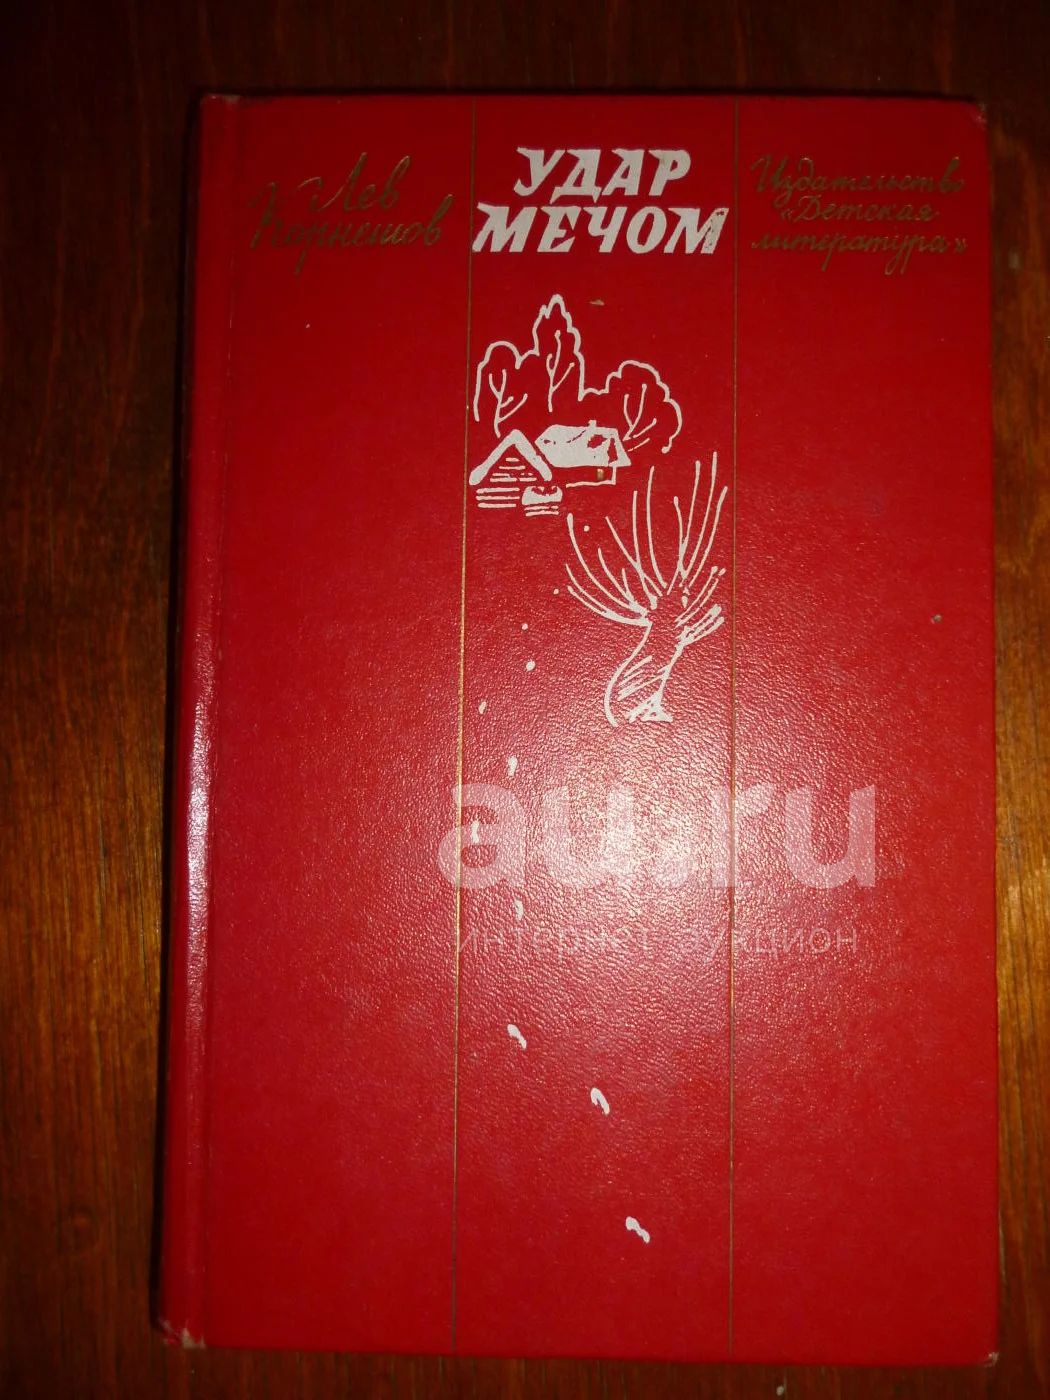 Лев
Корнешов
УДАР
МЕЧОМ
Издательство
«Детская
литература»
au.ru
интернет аукцион